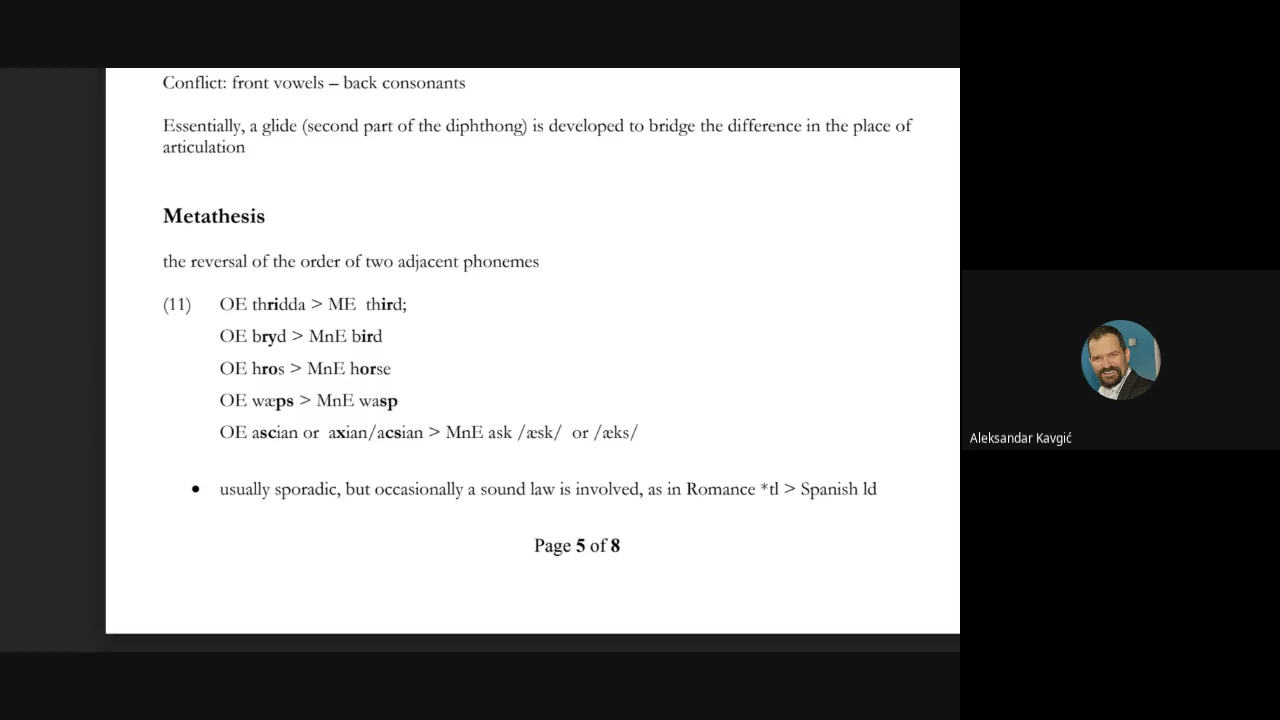 Conflict: front vowels – back consonants
Essentially, a glide (second part of the diphthong) is developed to bridge the difference in the place of
articulation
Metathesis
the reversal of the order of two adjacent phonemes
(11) OE thridda > ME third;
OE bryd > MnE bird
OE hros > MnE horse
OE wæps > MnE wasp
OE ascian or axian/acsian > MnE ask /æsk/ or /æks/
• usually sporadic, but occasionally a sound law is involved, as in Romance *tl > Spanish ld
Page 5 of 8
Aleksandar Kavgić